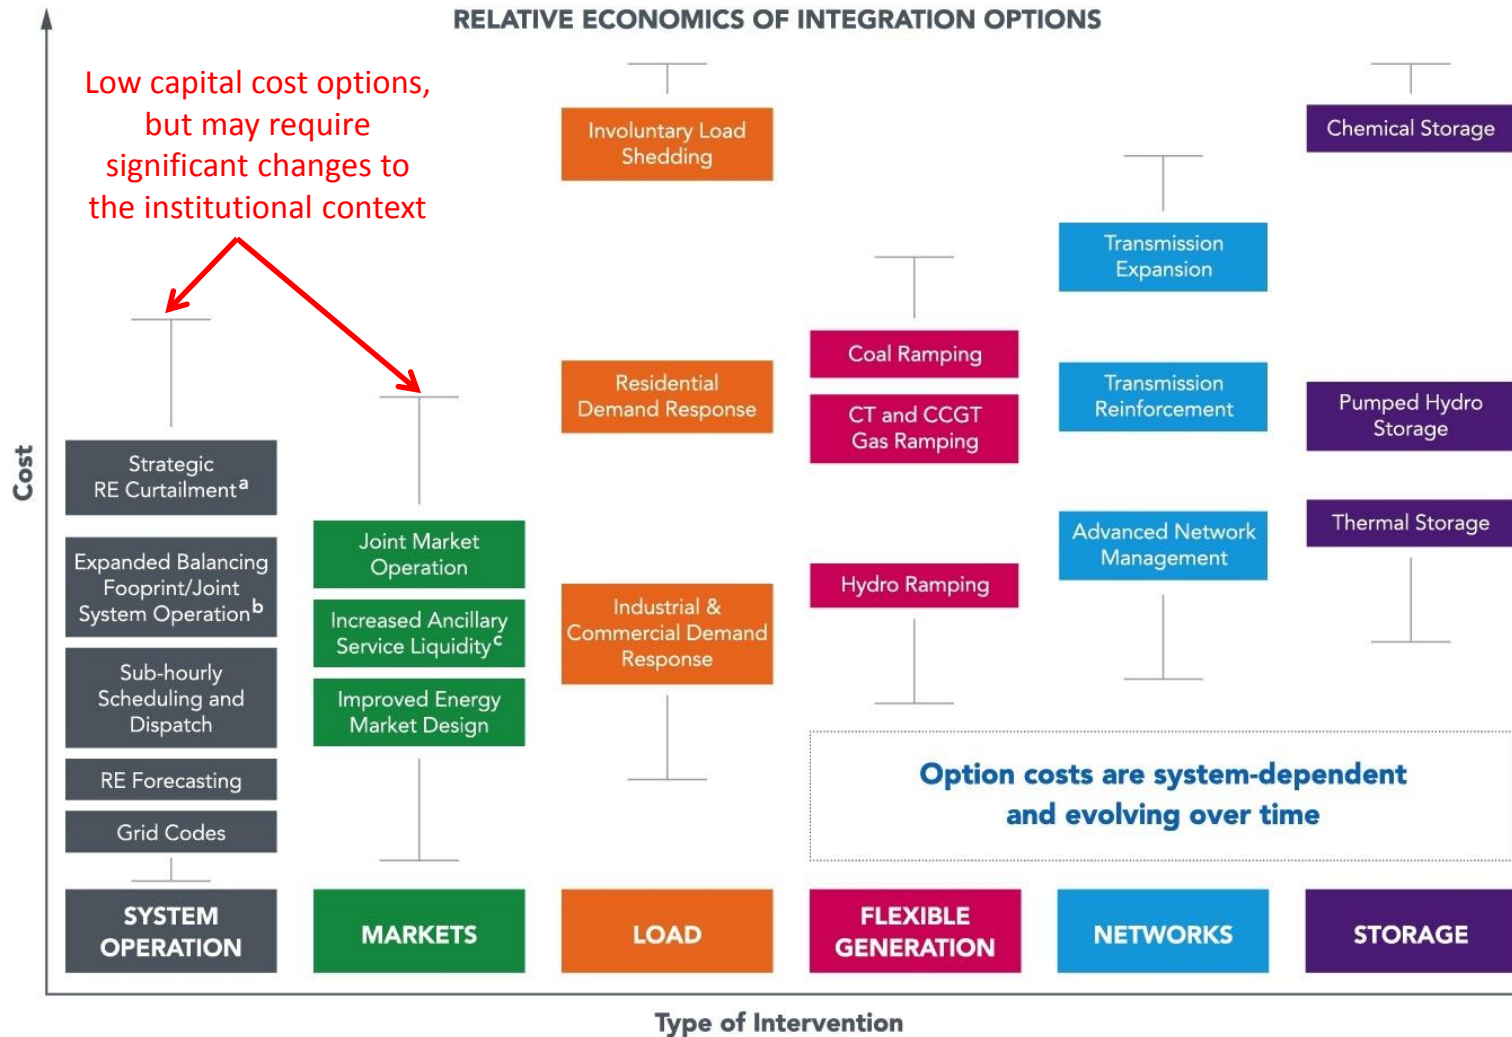 RELATIVE ECONOMICS OF INTEGRATION OPTIONS
Low capital cost options,
but may require
significant changes to
the institutional context
Cost
Strategic
RE Curtailment a
Expanded Balancing
Fooprint/Joint
System Operation b
Sub-hourly
Scheduling and
Dispatch
RE Forecasting
Grid Codes
SYSTEM
OPERATION
Joint Market
Operation
Increased Ancillary
Service Liquidity c
Improved Energy
Market Design
MARKETS
Involuntary Load
Shedding
Residential
Demand Response
Industrial &
Commercial Demand
Response
LOAD
Coal Ramping
CT and CCGT
Gas Ramping
Hydro Ramping
FLEXIBLE
GENERATION
Transmission
Expansion
Transmission
Reinforcement
Advanced Network
Management
NETWORKS
Chemical Storage
Pumped Hydro
Storage
Thermal Storage
STORAGE
Option costs are system-dependent
and evolving over time
Type of Intervention